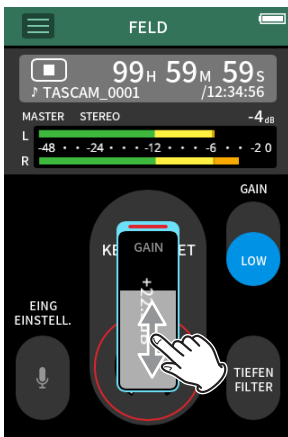 FELD
99H 59M 59S
♪ TASCAM_0001 /12:34:56
MASTER STEREO -4dB
L
-48 -24 -12 -6 -2 0
R
GAIN
LOW
GAIN
EING
EINSTELL.
TIEFEN
FILTER